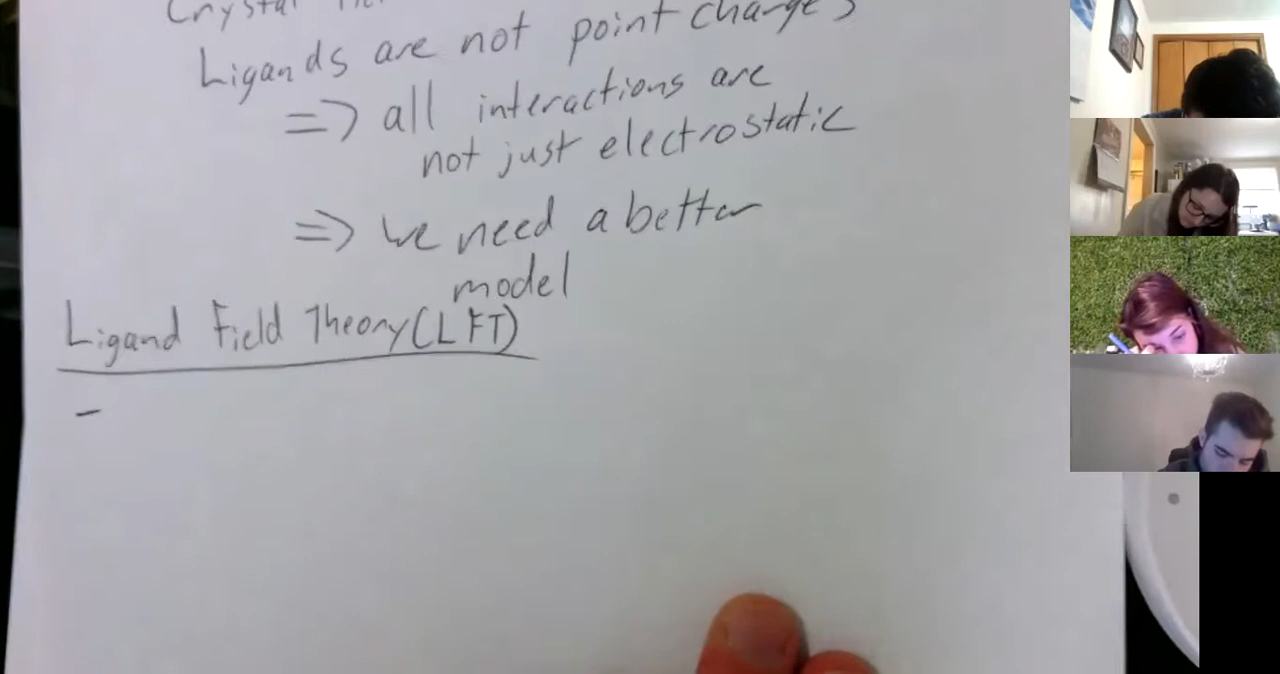 Crystal
Ligands are not point charges
=> all interactions are
not just electrostatic
=> we need a better
model
Ligand Field Theory (LFT)
-